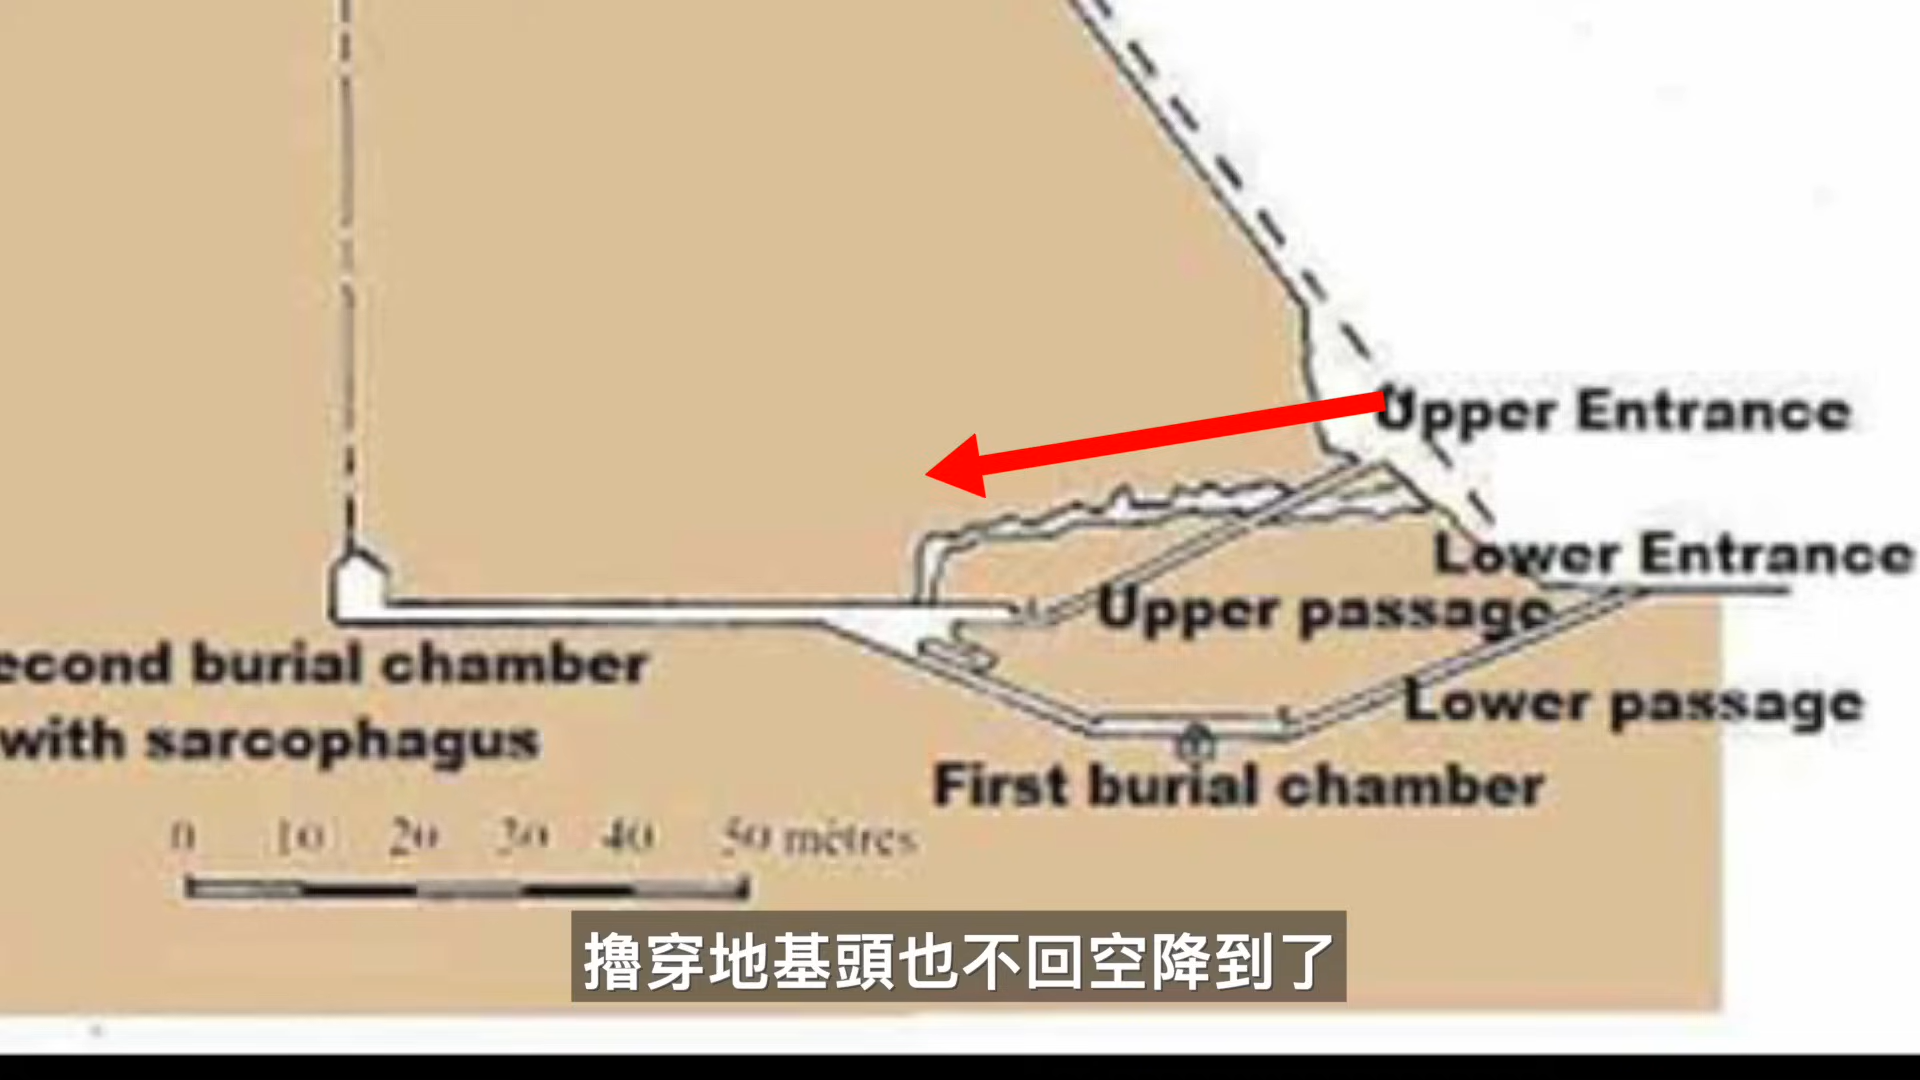 Upper Entrance
Lower Entrance
Upper passage
econd burial chamber
with sarcophagus
Lower passage
First burial chamber
0 10 20 30 40 50 mètres
擼穿地基頭也不回空降到了